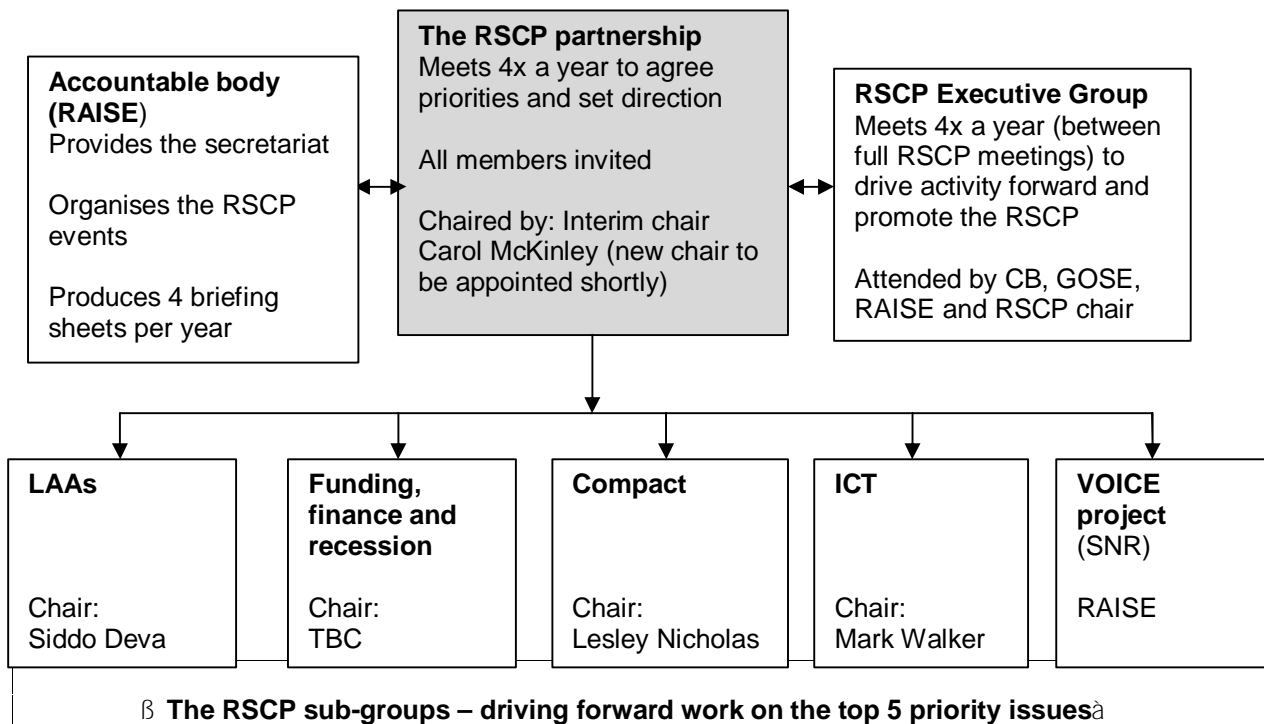 Accountable body
(RAISE)
Provides the secretariat
Organises the RSCP
events
Produces 4 briefing
sheets per year
The RSCP partnership
Meets 4x a year to agree
priorities and set direction
All members invited
Chaired by: Interim chair
Carol McKinley (new chair to
be appointed shortly)
RSCP Executive Group
Meets 4x a year (between
full RSCP meetings) to
drive activity forward and
promote the RSCP
Attended by CB, GOSE,
RAISE and RSCP chair
LAAs
Chair:
Siddo Deva
Funding,
finance and
recession
Chair:
TBC
Compact
Chair:
Lesley Nicholas
ICT
Chair:
Mark Walker
VOICE
project
(SNR)
RAISE
ß The RSCP sub-groups – driving forward work on the top 5 priority issuesà